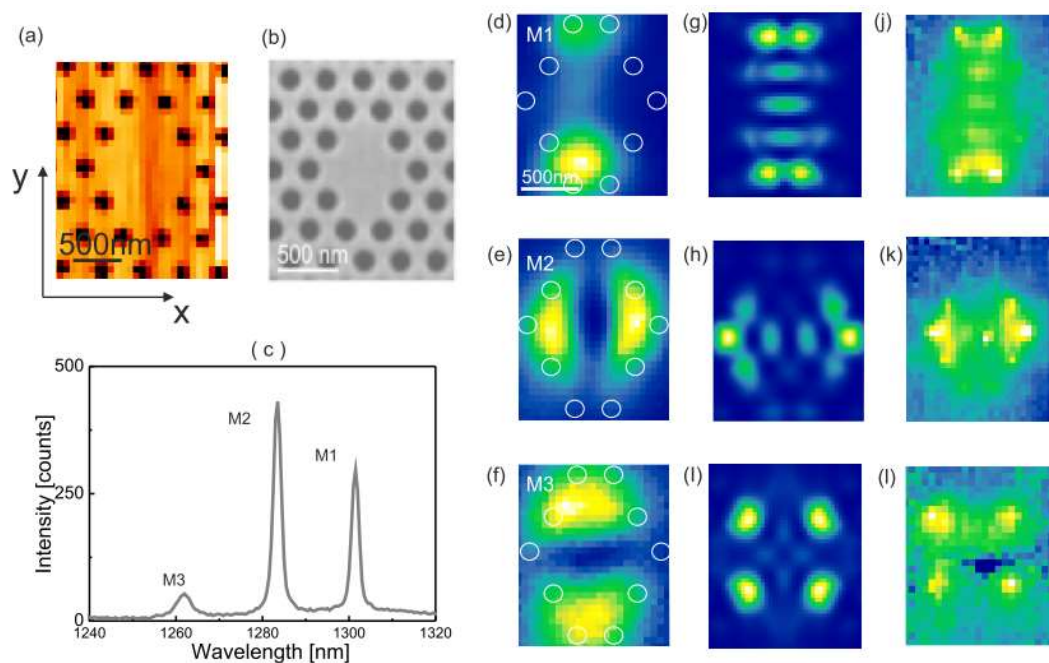 (a)
(b)
y
x
500nm
500 nm
( c )
500
250
0
Intensity [counts]
M3
M2
M1
1240
1260
1280
1300
1320
Wavelength [nm]
(d)
M1
500nm
(g)
(j)
(e)
M2
(h)
(k)
(f)
M3
(l)
(l)